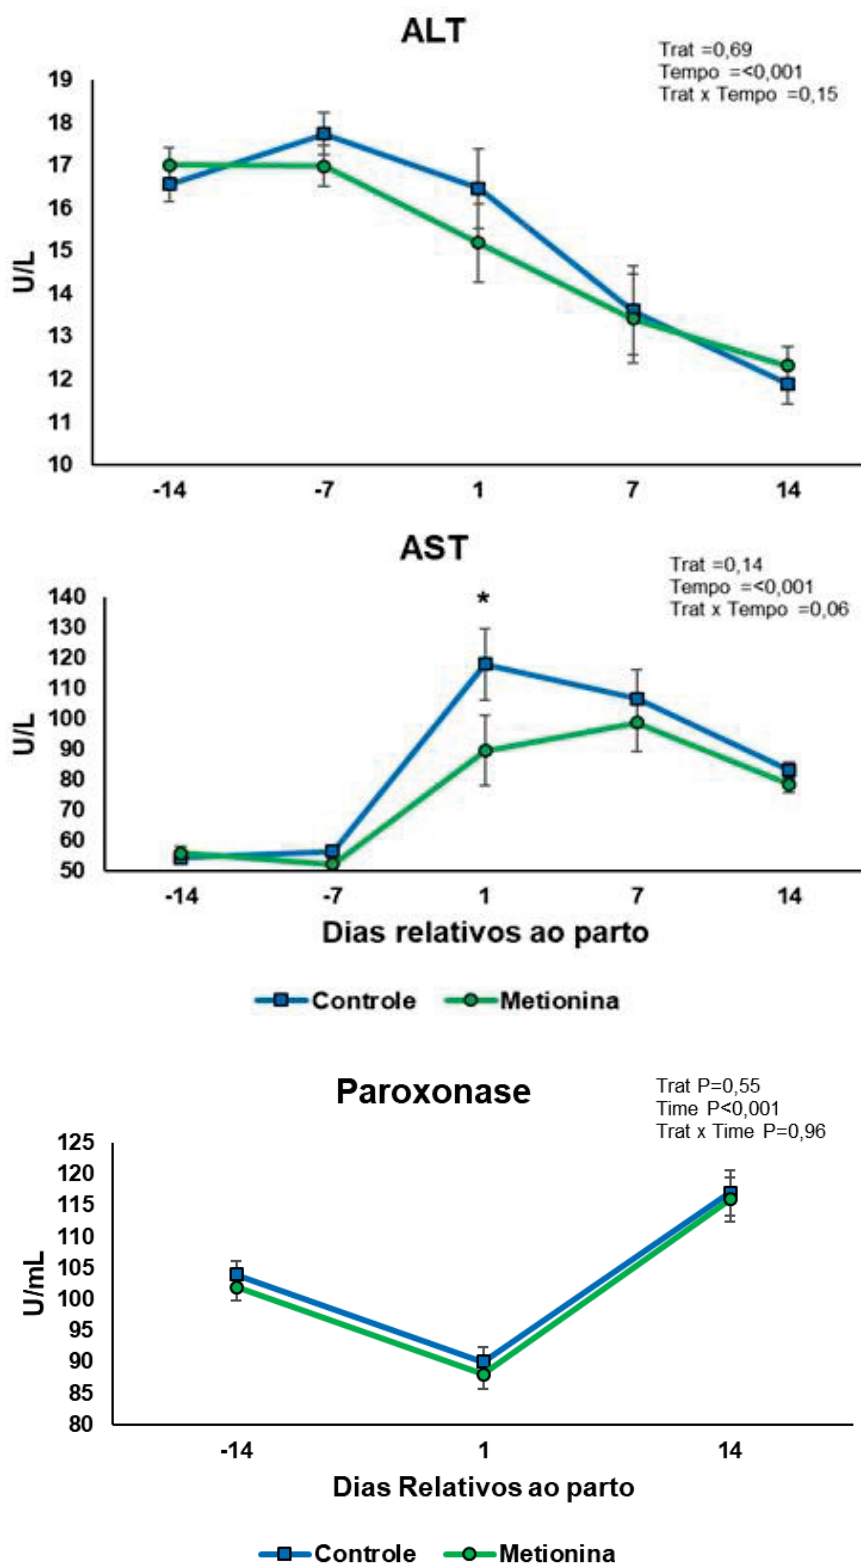 ALT
Trat =0,69
Tempo =<0,001
Trat x Tempo =0,15
19
18
17
16
15
14
13
12
11
10
U/L
-14 -7 1 7 14
AST
Trat =0,14
Tempo =<0,001
Trat x Tempo =0,06
140
130
120
110
100
90
80
70
60
50
U/L
*
-14 -7 1 7 14
Dias relativos ao parto
Controle Metionina
Paroxonase
Trat P=0,55
Time P<0,001
Trat x Time P=0,96
125
120
115
110
105
100
95
90
85
80
U/mL
-14 1 14
Dias Relativos ao parto
Controle Metionina